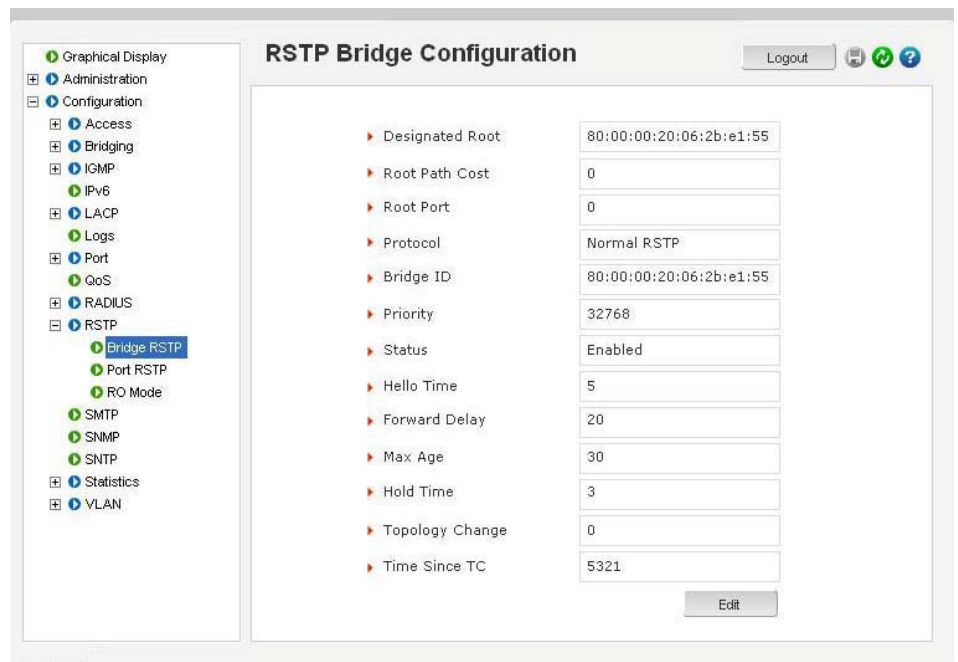 RSTP Bridge Configuration
Logout
Graphical Display
Administration
Configuration
Access
Bridging
IGMP
IPv6
LACP
Logs
Port
QoS
RADIUS
RSTP
Bridge RSTP
Port RSTP
RO Mode
SMTP
SNMP
SNTP
Statistics
VLAN
Designated Root 80:00:00:20:06:2b:e1:55
Root Path Cost 0
Root Port 0
Protocol Normal RSTP
Bridge ID 80:00:00:20:06:2b:e1:55
Priority 32768
Status Enabled
Hello Time 5
Forward Delay 20
Max Age 30
Hold Time 3
Topology Change 0
Time Since TC 5321
Edit